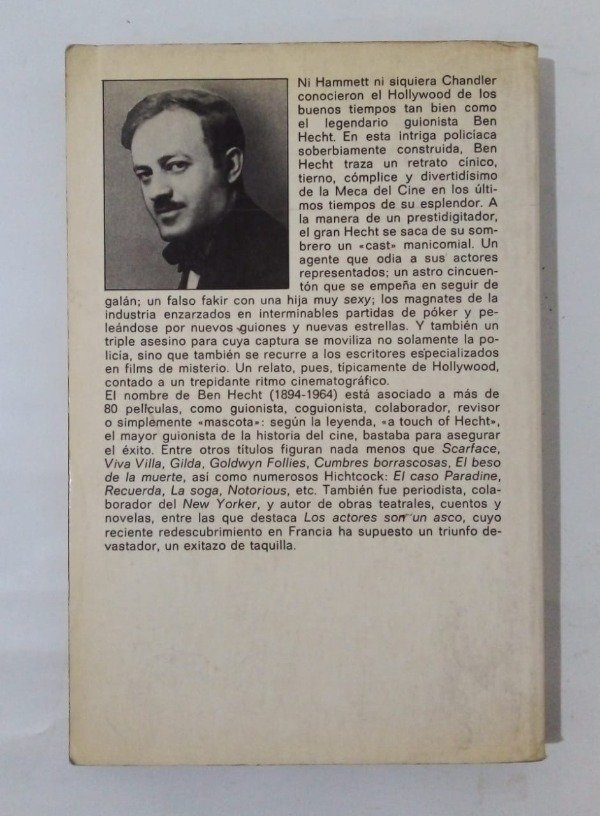 Ni Hammett ni siquiera Chandler
conocieron el Hollywood de los
buenos tiempos tan bien como
el legendario guionista Ben
Hecht. En esta intriga policíaca
soberbiamente construida, Ben
Hecht traza un retrato cínico,
tierno, cómplice y divertidísimo
de la Meca del Cine en los últi-
mos tiempos de su esplendor. A
la manera de un prestidigitador,
el gran Hecht se saca de su som-
brero un «cast» manicomial. Un
agente que odia a sus actores
representados; un astro cincuen-
tón que se empeña en seguir de
galán; un falso fakir con una hija muy sexy; los magnates de la
industria enzarzados en interminables partidas de póker y pe-
leándose por nuevos guiones y nuevas estrellas. Y también un
triple asesino para cuya captura se moviliza no solamente la po-
licía, sino que también se recurre a los escritores especializados
en films de misterio. Un relato, pues, típicamente de Hollywood,
contado a un trepidante ritmo cinematográfico.
El nombre de Ben Hecht (1894-1964) está asociado a más de
80 películas, como guionista, coguionista, colaborador, revisor
o simplemente «mascota»: según la leyenda, «a touch of Hecht»,
el mayor guionista de la historia del cine, bastaba para asegurar
el éxito. Entre otros títulos figuran nada menos que Scarface,
Viva Villa, Gilda, Goldwyn Follies, Cumbres borrascosas, El beso
de la muerte, así como numerosos Hichtcock: El caso Paradine,
Recuerda, La soga, Notorious, etc. También fue periodista, cola-
borador del New Yorker, y autor de obras teatrales, cuentos y
novelas, entre las que destaca Los actores son un asco, cuyo
reciente redescubrimiento en Francia ha supuesto un triunfo de-
vastador, un exitazo de taquilla.